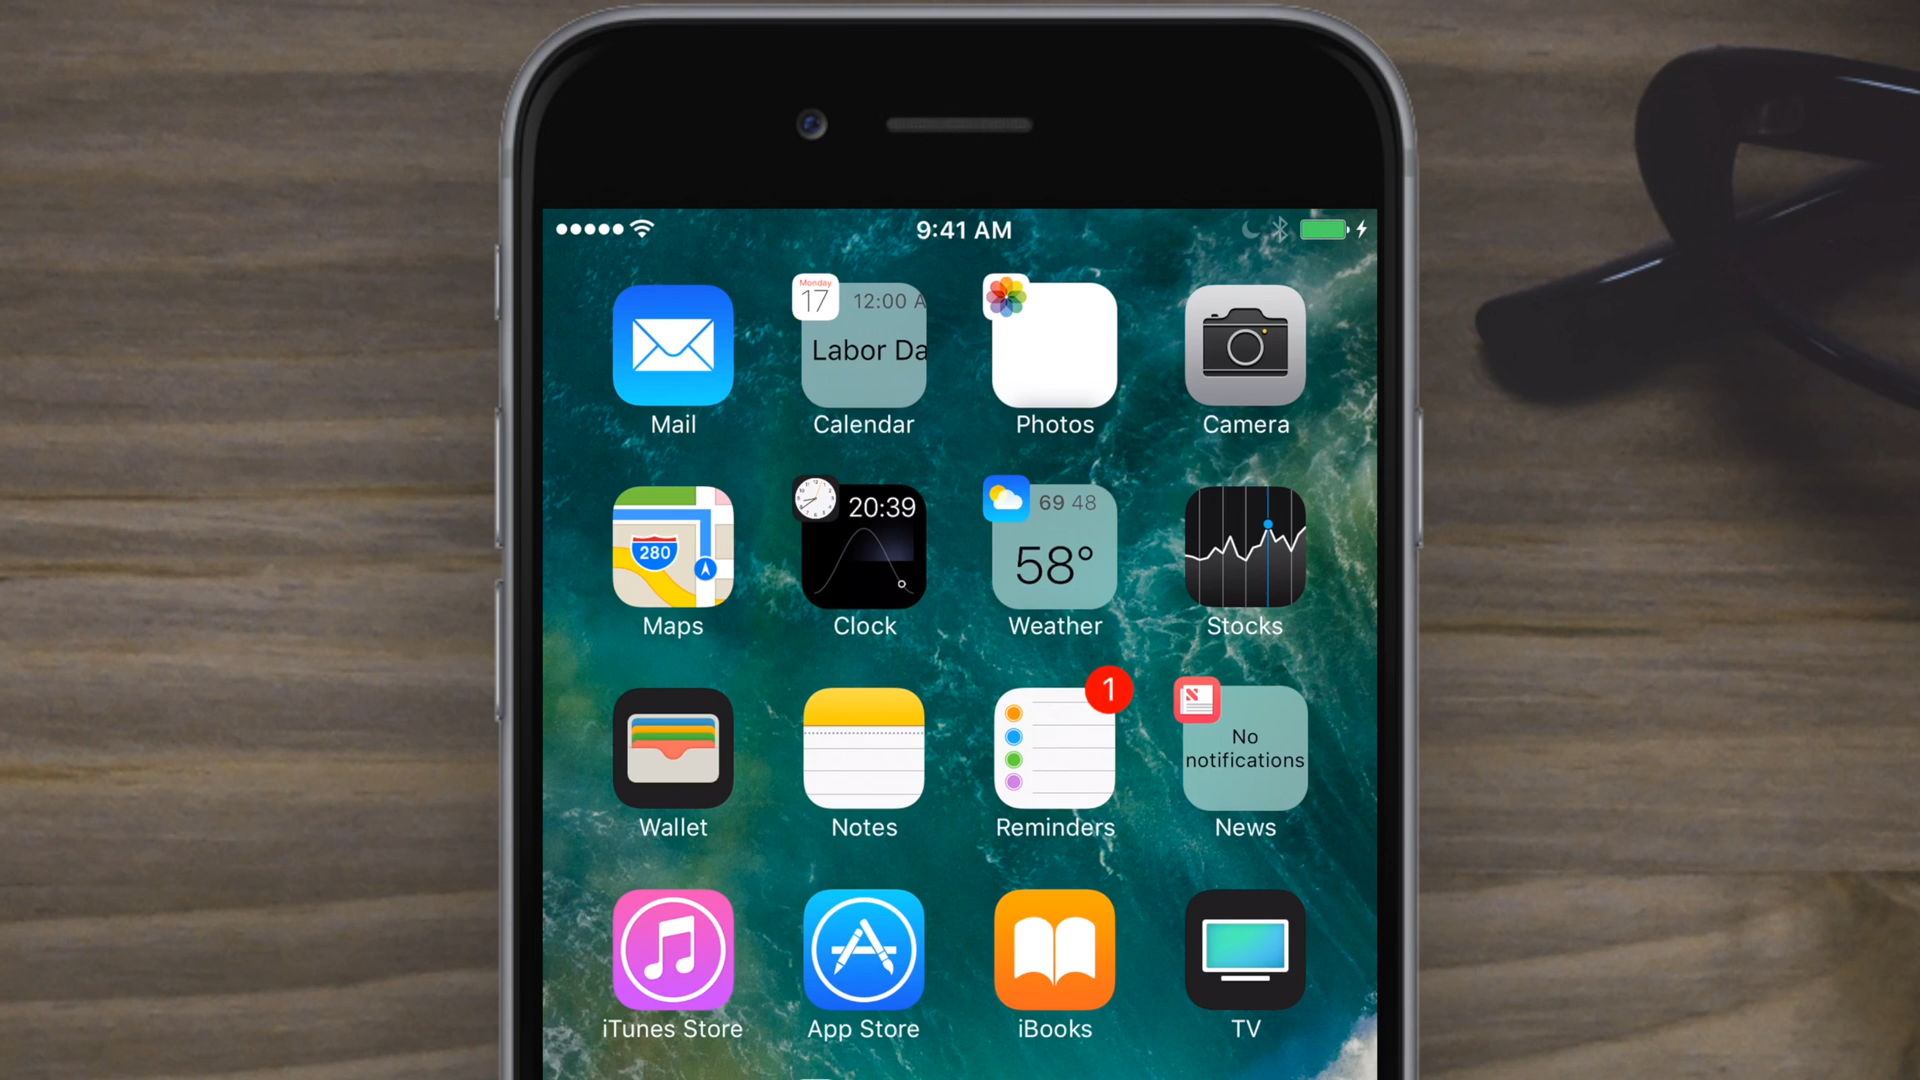 9:41 AM
Monday
17
12:00 A
Labor Da
Mail
Calendar
Photos
Camera
280
20:39
69 48
58°
Maps
Clock
Weather
Stocks
1
No
notifications
Wallet
Notes
Reminders
News
iTunes Store
App Store
iBooks
TV